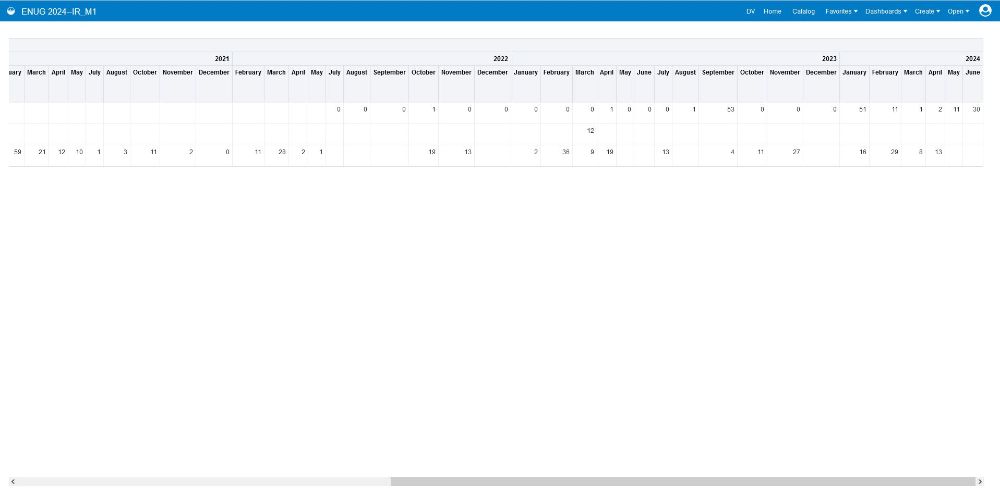 ENUG 2024--IR_M1 DV Home Catalog Favorites Dashboards Create Open
2021 2022 2023 2024
uary March April May July August October November December February March April May July August September October November December January February March April May June July August September October November December January February March April May June
0 0 0 1 0 0 0 0 0 1 0 0 0 1 53 0 0 0 51 11 1 2 11 30
12
59 21 12 10 1 3 11 2 0 11 28 2 1 19 13 2 36 9 19 13 4 11 27 16 29 8 13